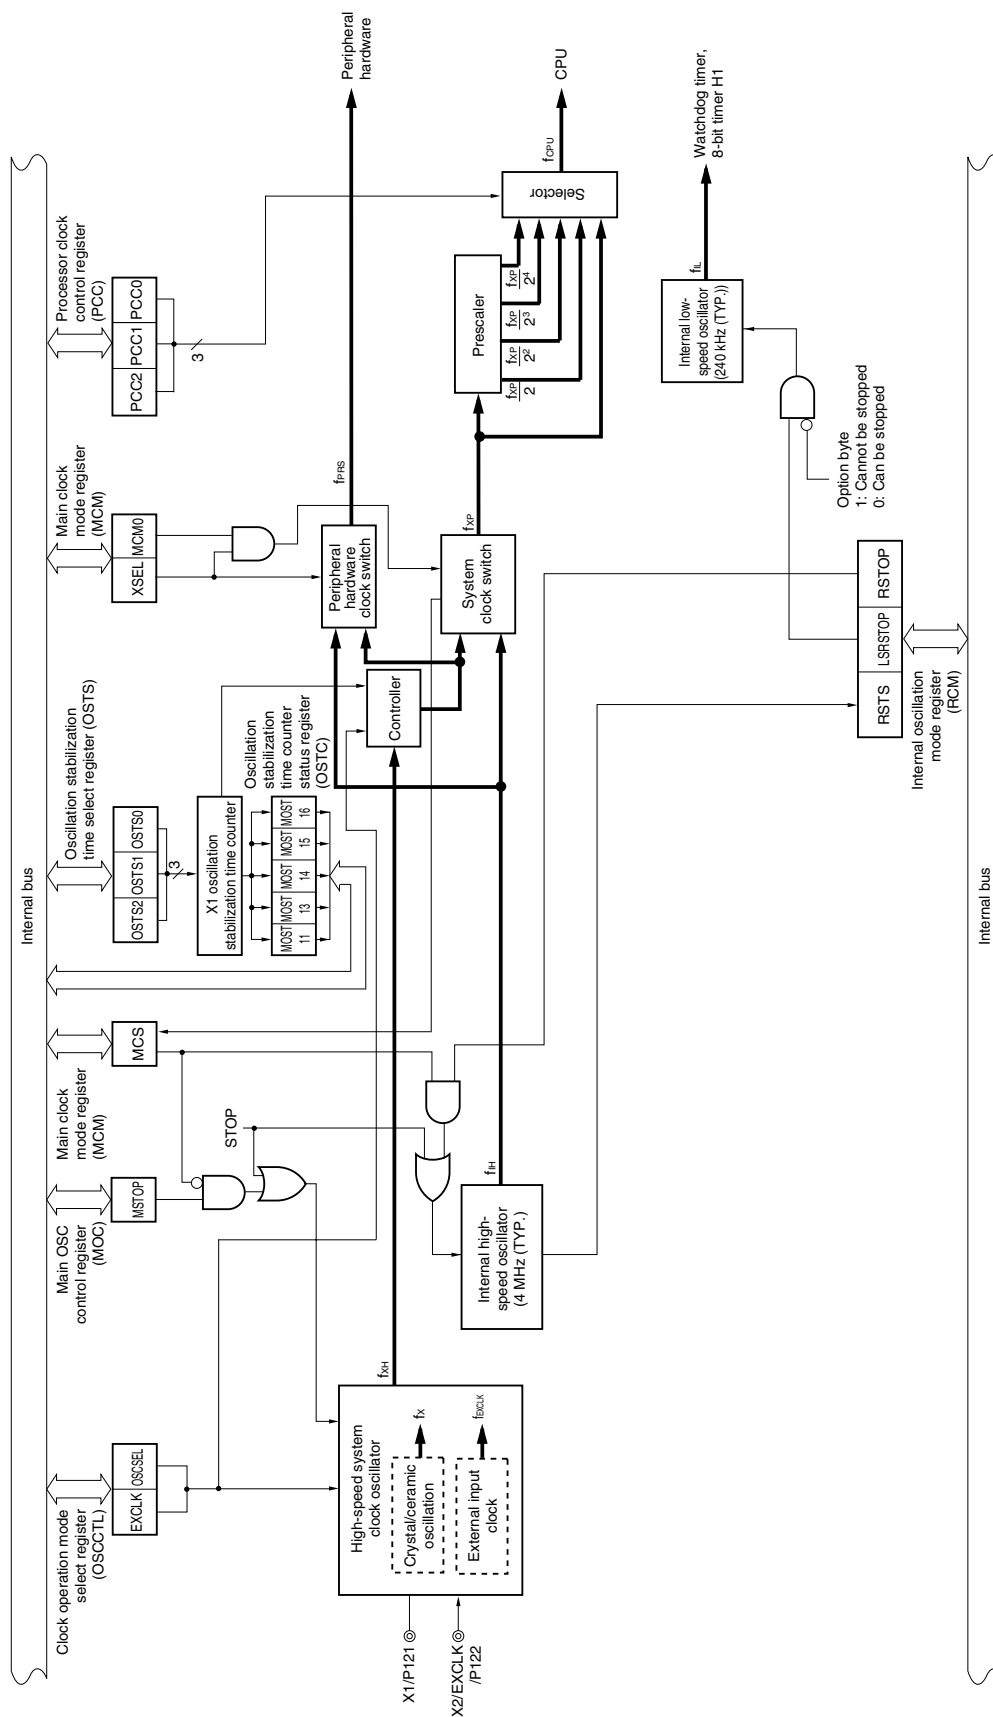 Internal bus
Clock operation mode
select register
(OSCCTL)
EXCLK OSCSEL
Main OSC
control register
(MOC)
MSTOP
Main clock
mode register
(MCM)
MCS
STOP
Oscillation stabilization
time select register (OSTS)
OSTS2 OSTS1 OSTS0
3
X1 oscillation
stabilization time counter
MOST 11 MOST 13 MOST 14 MOST 15 MOST 16
Oscillation
stabilization
time counter
status register
(OSTC)
Main clock
mode register
(MCM)
XSEL MCM0
Processor clock
control register
(PCC)
PCC2 PCC1 PCC0
3
X1/P121
X2/EXCLK
/P122
High-speed system
clock oscillator
Crystal/ceramic
oscillation
fX
External input
clock
fEXCLK
fXH
Internal high-
speed oscillator
(4 MHz (TYP.)
fIH
Controller
Peripheral
hardware
clock switch
fPRS
Peripheral
hardware
System
clock switch
fXP
Prescaler
fXP
2
fXP
2²
fXP
2³
fXP
2⁴
Selector
fCPU
CPU
Option byte
1: Cannot be stopped
0: Can be stopped
Internal low-
speed oscillator
(240 kHz (TYP.))
fIL
Watchdog timer,
8-bit timer H1
RSTS LSRSTOP RSTOP
Internal oscillation
mode register
(RCM)
Internal bus